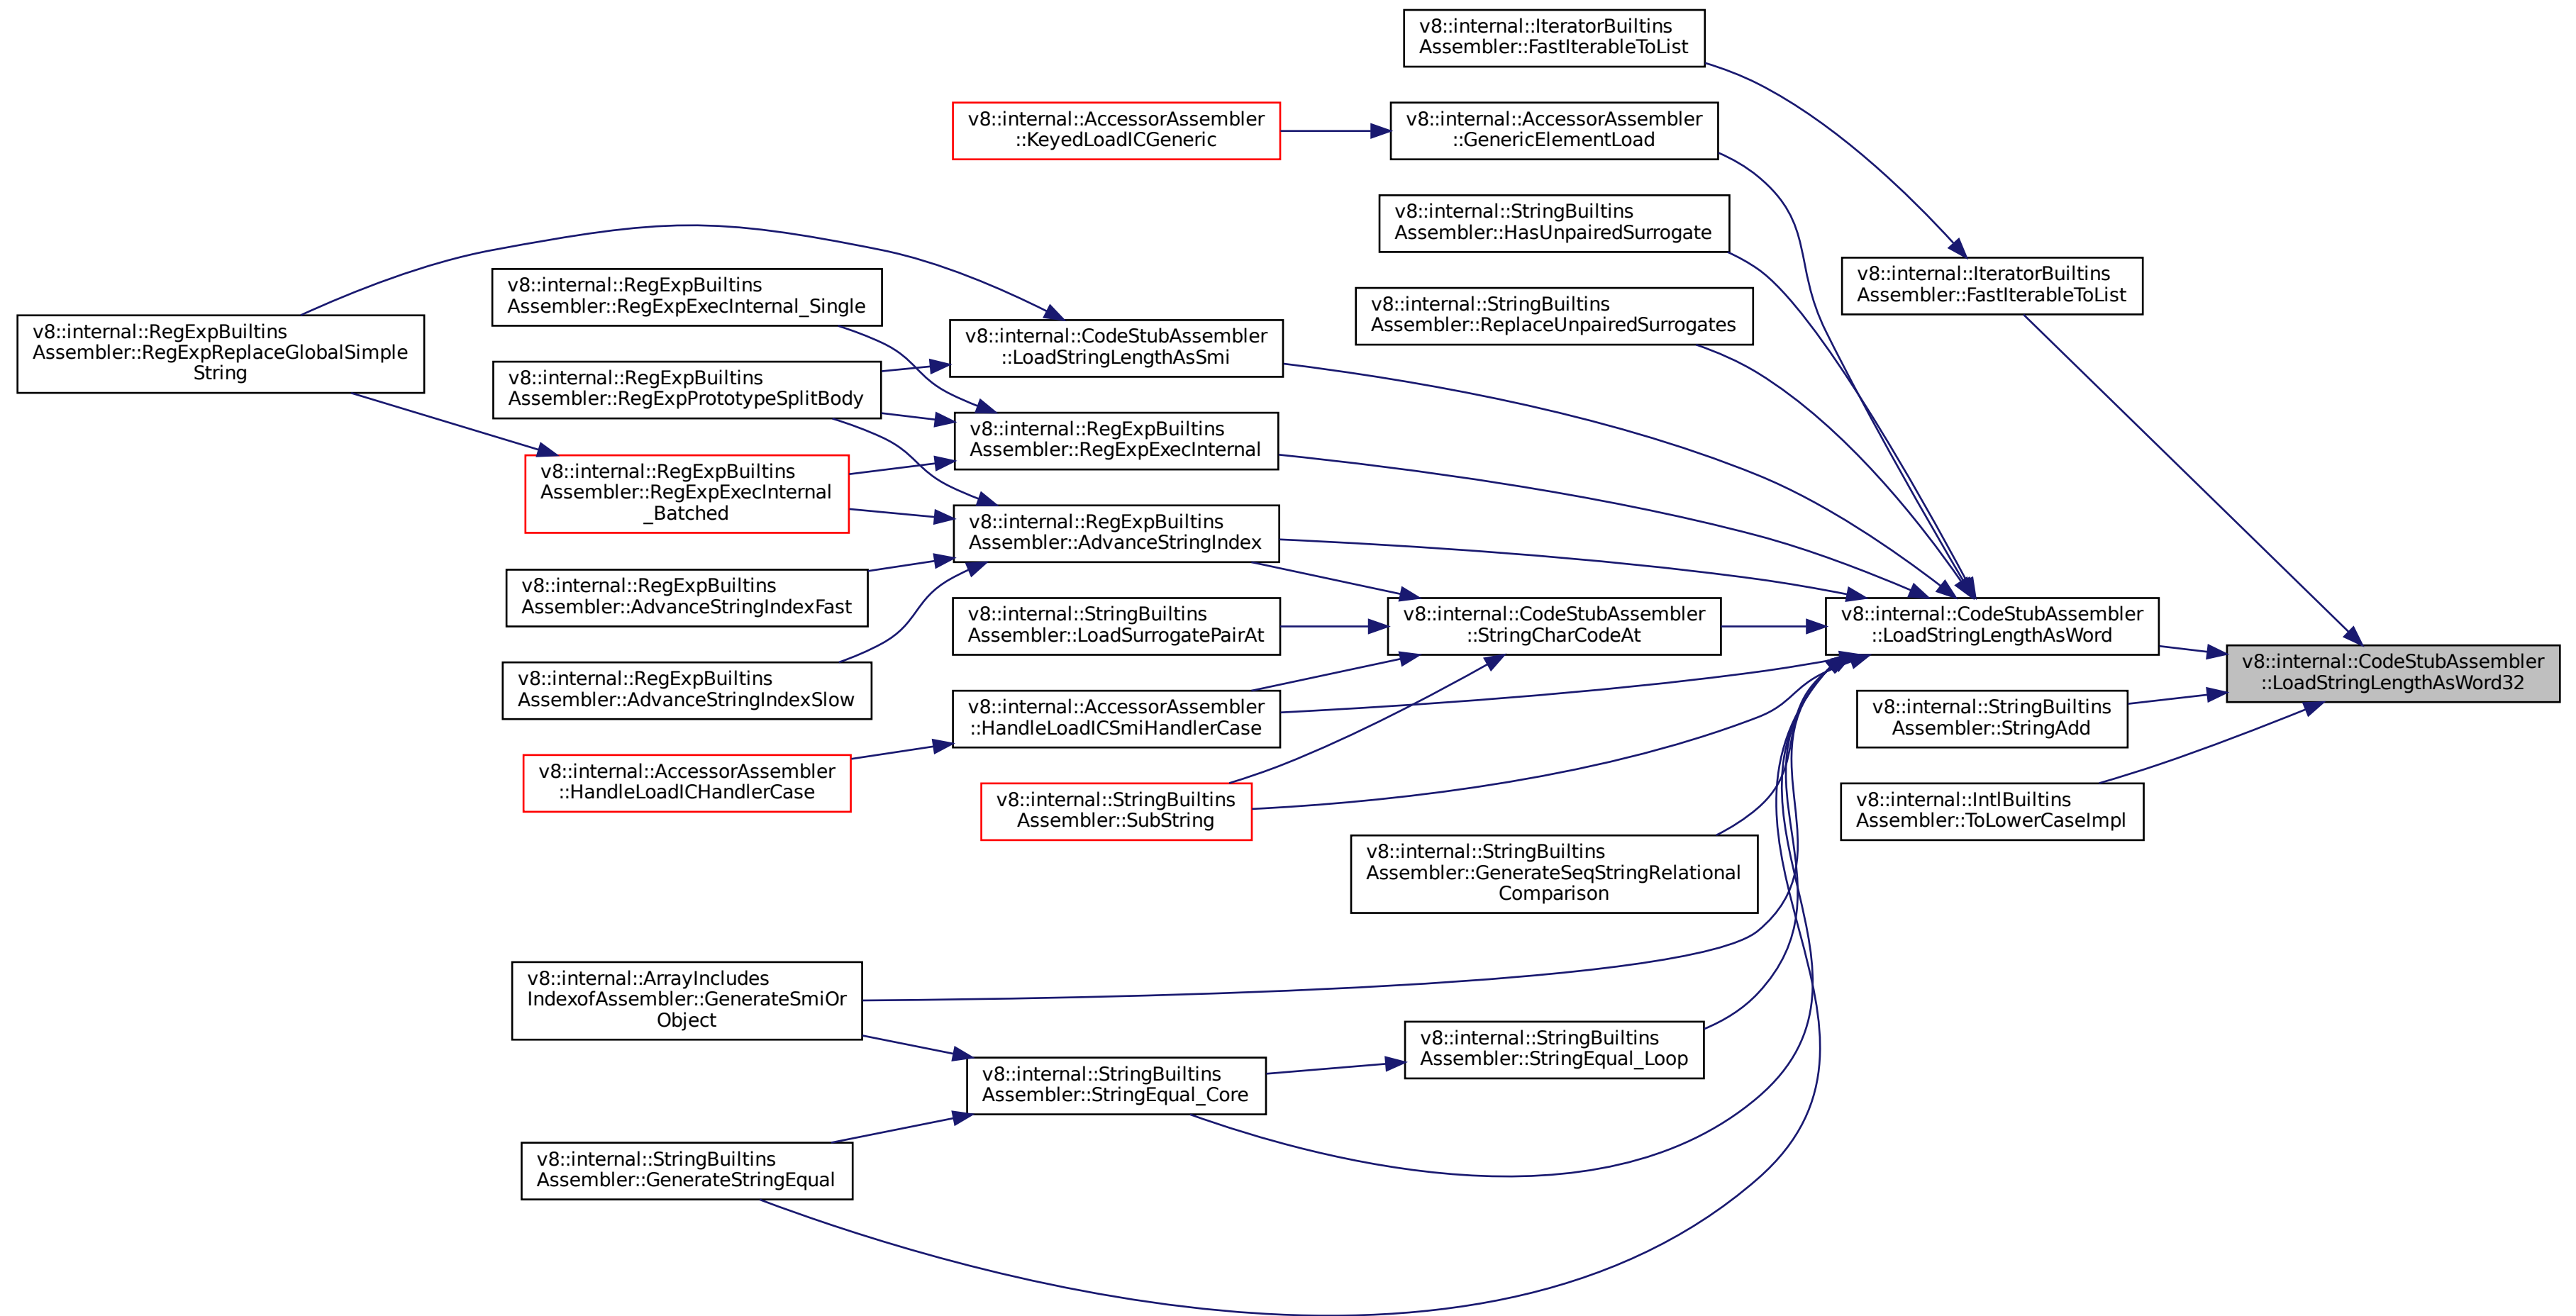 v8::internal::IteratorBuiltins
Assembler::FastIterableToList
v8::internal::AccessorAssembler
::KeyedLoadICGeneric
v8::internal::AccessorAssembler
::GenericElementLoad
v8::internal::StringBuiltins
Assembler::HasUnpairedSurrogate
v8::internal::IteratorBuiltins
Assembler::FastIterableToList
v8::internal::RegExpBuiltins
Assembler::RegExpExecInternal_Single
v8::internal::StringBuiltins
Assembler::ReplaceUnpairedSurrogates
v8::internal::RegExpBuiltins
Assembler::RegExpReplaceGlobalSimple
String
v8::internal::CodeStubAssembler
::LoadStringLengthAsSmi
v8::internal::RegExpBuiltins
Assembler::RegExpPrototypeSplitBody
v8::internal::RegExpBuiltins
Assembler::RegExpExecInternal
v8::internal::RegExpBuiltins
Assembler::RegExpExecInternal
_Batched
v8::internal::RegExpBuiltins
Assembler::AdvanceStringIndex
v8::internal::RegExpBuiltins
Assembler::AdvanceStringIndexFast
v8::internal::StringBuiltins
Assembler::LoadSurrogatePairAt
v8::internal::CodeStubAssembler
::StringCharCodeAt
v8::internal::CodeStubAssembler
::LoadStringLengthAsWord
v8::internal::CodeStubAssembler
::LoadStringLengthAsWord32
v8::internal::RegExpBuiltins
Assembler::AdvanceStringIndexSlow
v8::internal::AccessorAssembler
::HandleLoadICSmiHandlerCase
v8::internal::StringBuiltins
Assembler::StringAdd
v8::internal::AccessorAssembler
::HandleLoadICHandlerCase
v8::internal::StringBuiltins
Assembler::SubString
v8::internal::IntlBuiltins
Assembler::ToLowerCaseImpl
v8::internal::StringBuiltins
Assembler::GenerateSeqStringRelational
Comparison
v8::internal::ArrayIncludes
IndexofAssembler::GenerateSmiOr
Object
v8::internal::StringBuiltins
Assembler::StringEqual_Loop
v8::internal::StringBuiltins
Assembler::StringEqual_Core
v8::internal::StringBuiltins
Assembler::GenerateStringEqual